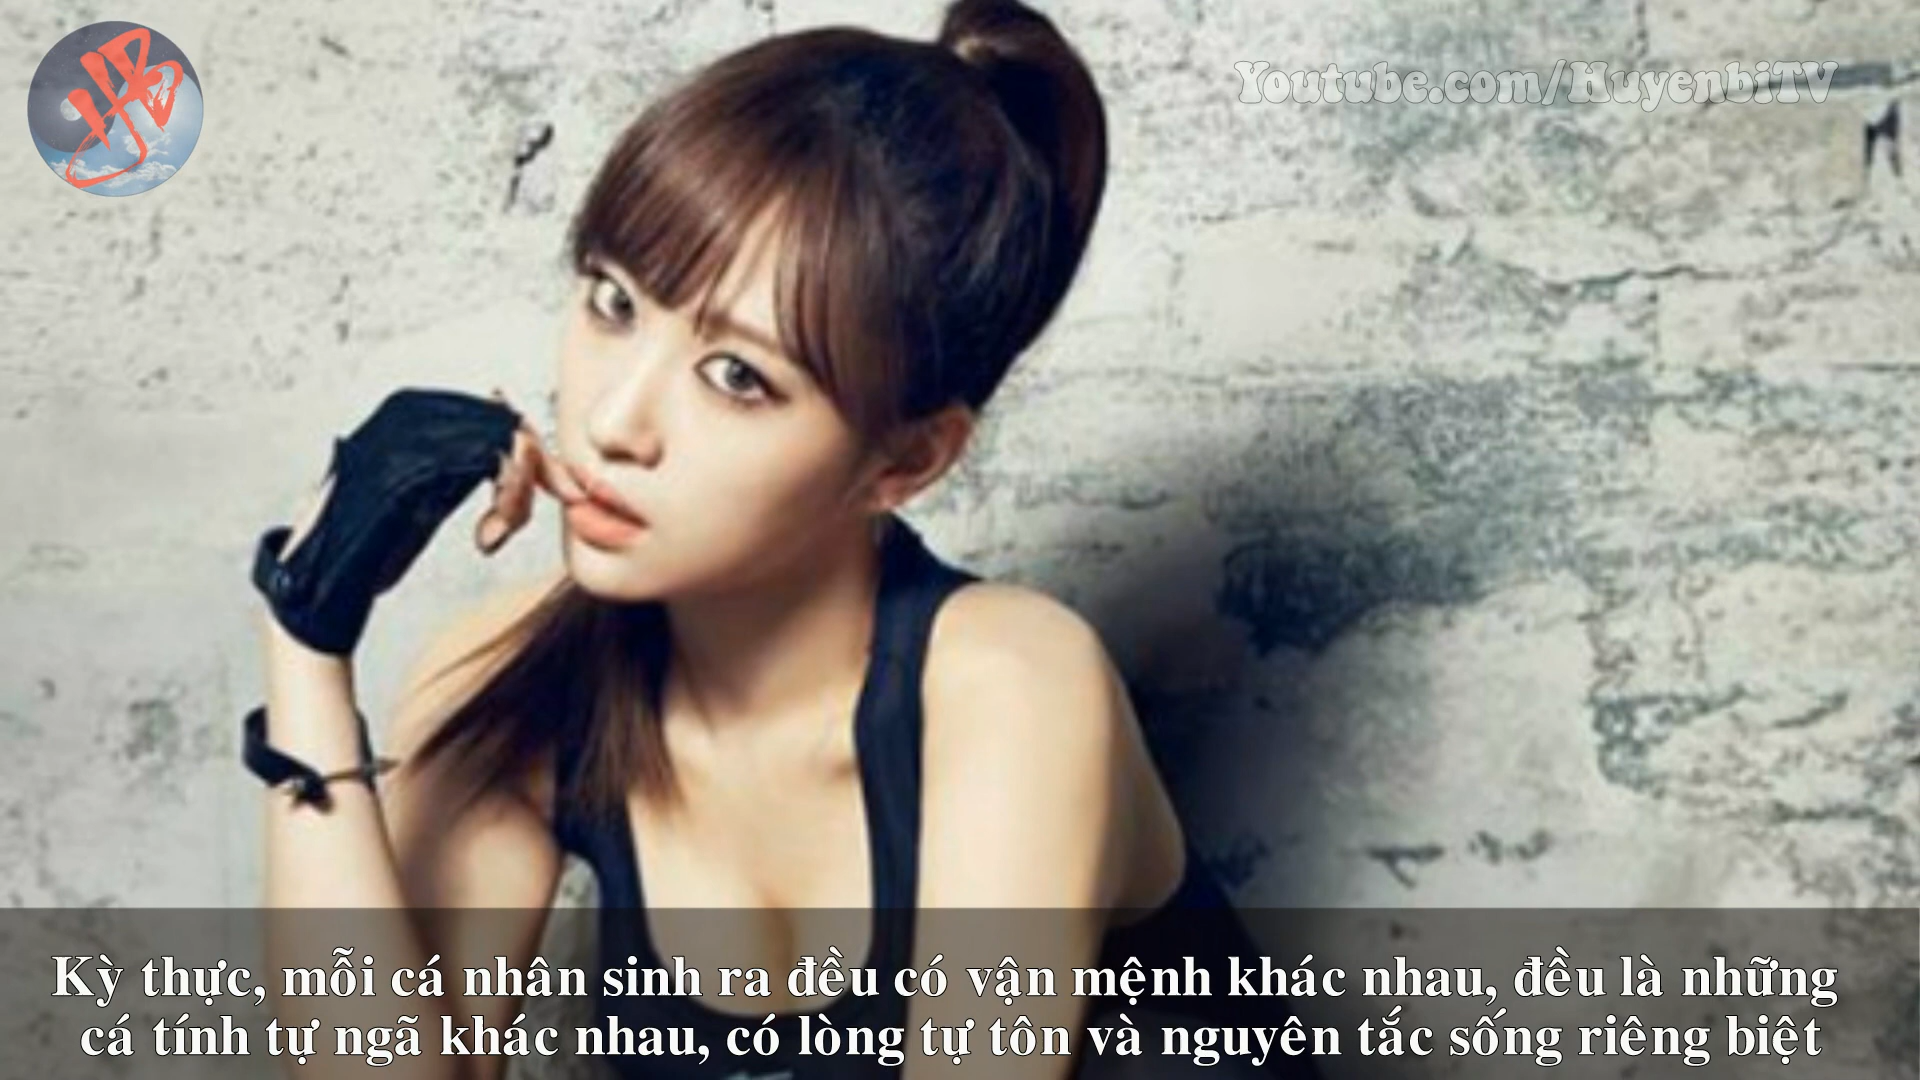 HB
Youtube.com/HuyenbiTV
Kỳ thực, mỗi cá nhân sinh ra đều có vận mệnh khác nhau, đều là những
cá tính tự ngã khác nhau, có lòng tự tôn và nguyên tắc sống riêng biệt